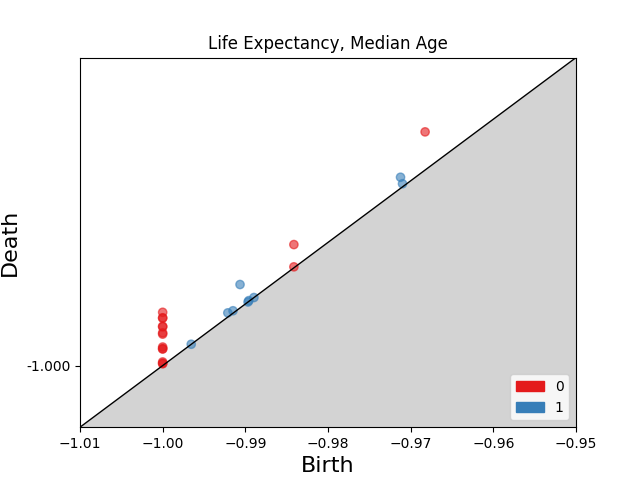 Life Expectancy, Median Age
Death
-1.000
−1.01 −1.00 −0.99 −0.98 −0.97 −0.96 −0.95
Birth
0
1